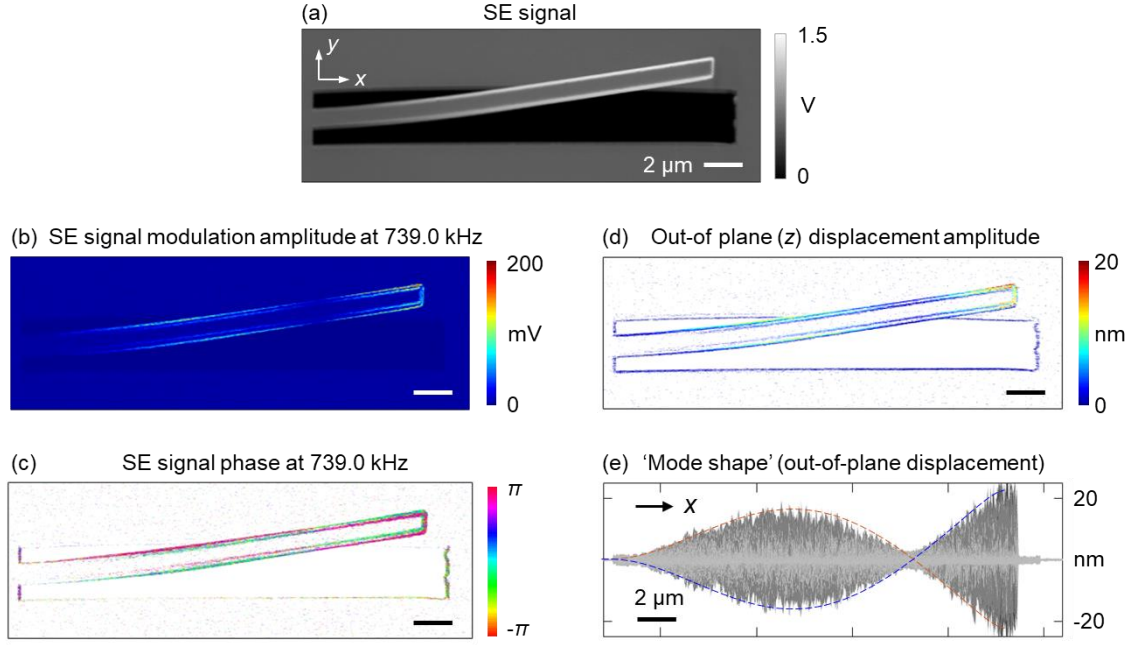 (a) SE signal
y
x
1.5
V
0
2 μm
(b) SE signal modulation amplitude at 739.0 kHz
200
mV
0
(d) Out-of plane (z) displacement amplitude
20
nm
0
(c) SE signal phase at 739.0 kHz
π
-π
(e) ‘Mode shape’ (out-of-plane displacement)
x
20
nm
2 μm
-20